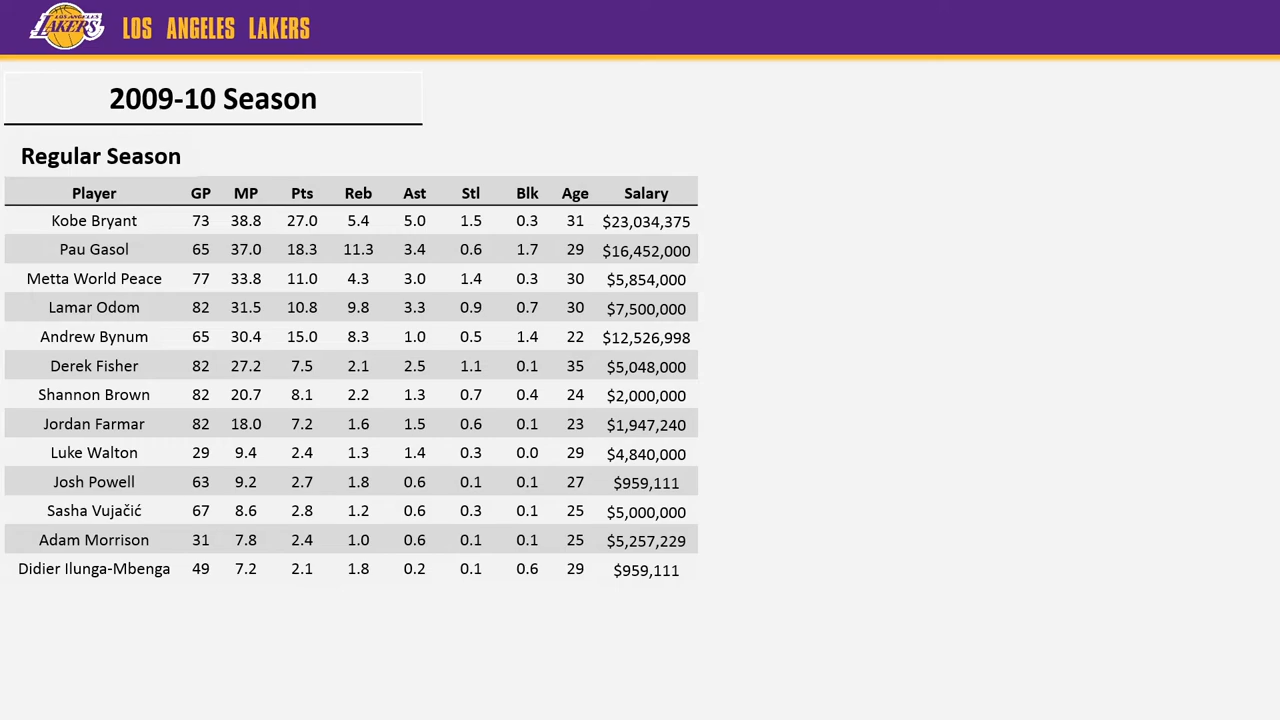 LOS ANGELES LAKERS LOS ANGELES LAKERS
2009-10 Season
Regular Season
Player GP MP Pts Reb Ast Stl Blk Age Salary
Kobe Bryant 73 38.8 27.0 5.4 5.0 1.5 0.3 31 $23,034,375
Pau Gasol 65 37.0 18.3 11.3 3.4 0.6 1.7 29 $16,452,000
Metta World Peace 77 33.8 11.0 4.3 3.0 1.4 0.3 30 $5,854,000
Lamar Odom 82 31.5 10.8 9.8 3.3 0.9 0.7 30 $7,500,000
Andrew Bynum 65 30.4 15.0 8.3 1.0 0.5 1.4 22 $12,526,998
Derek Fisher 82 27.2 7.5 2.1 2.5 1.1 0.1 35 $5,048,000
Shannon Brown 82 20.7 8.1 2.2 1.3 0.7 0.4 24 $2,000,000
Jordan Farmar 82 18.0 7.2 1.6 1.5 0.6 0.1 23 $1,947,240
Luke Walton 29 9.4 2.4 1.3 1.4 0.3 0.0 29 $4,840,000
Josh Powell 63 9.2 2.7 1.8 0.6 0.1 0.1 27 $959,111
Sasha Vujačić 67 8.6 2.8 1.2 0.6 0.3 0.1 25 $5,000,000
Adam Morrison 31 7.8 2.4 1.0 0.6 0.1 0.1 25 $5,257,229
Didier Ilunga-Mbenga 49 7.2 2.1 1.8 0.2 0.1 0.6 29 $959,111